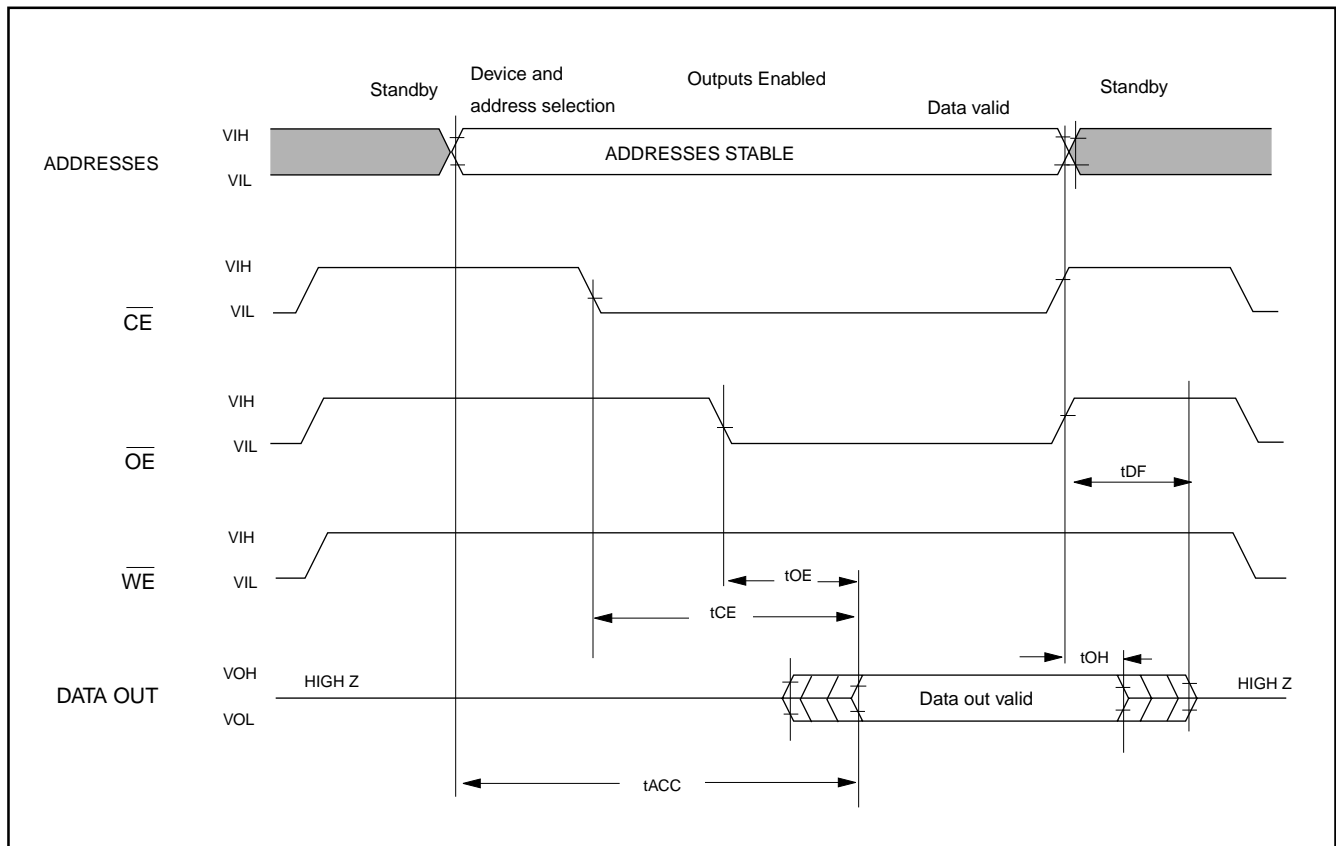 Standby
Device and
address selection
Outputs Enabled
Data valid
Standby
ADDRESSES
VIH
VIL
ADDRESSES STABLE
CE
VIH
VIL
OE
VIH
VIL
tDF
WE
VIH
VIL
tOE
tCE
tOH
DATA OUT
VOH
VOL
HIGH Z
Data out valid
HIGH Z
tACC